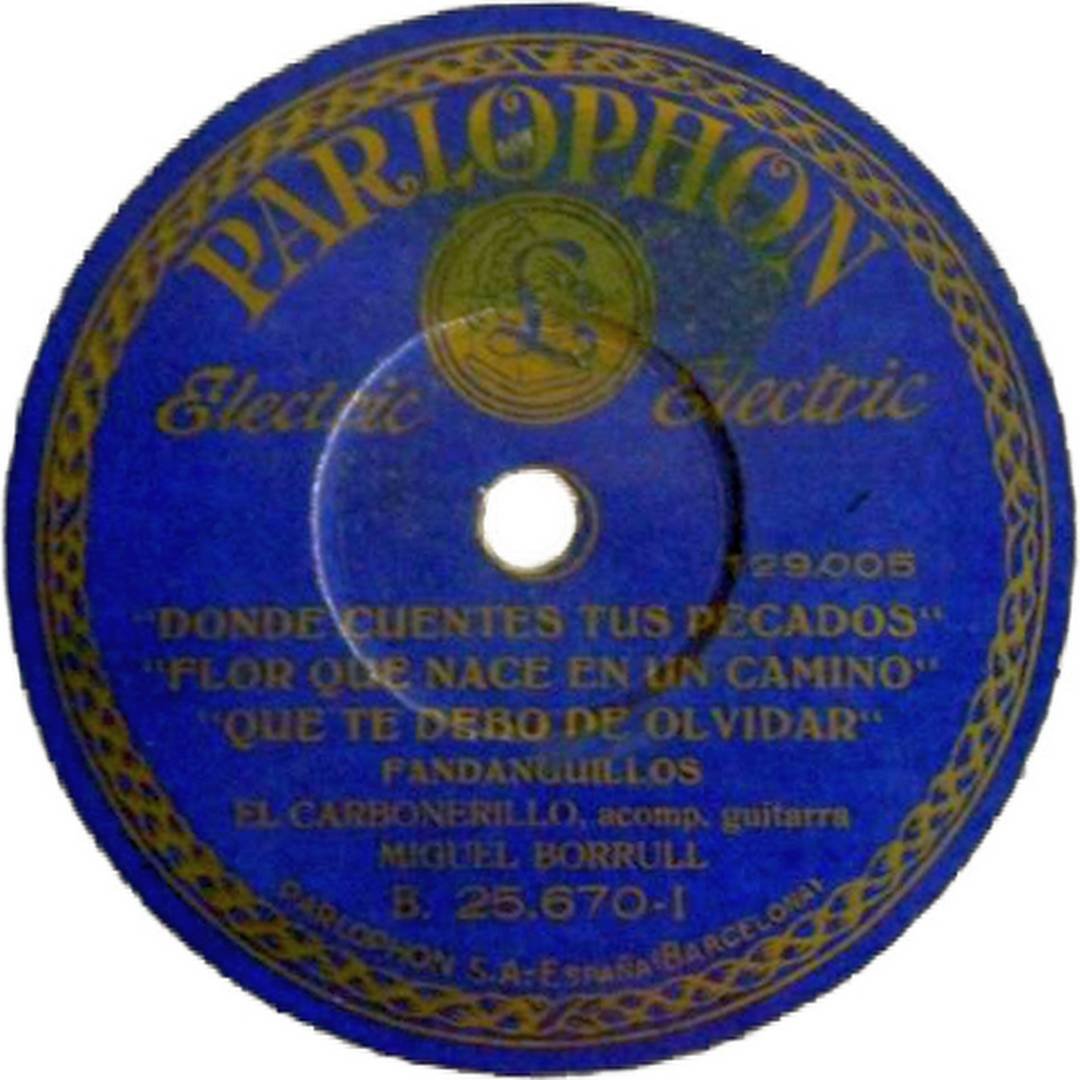 PARLOPHON
Electric Electric
129.005
"DONDE CUENTES TUS PECADOS"
"FLOR QUE NACE EN UN CAMINO"
"QUE TE DEBO DE OLVIDAR"
FANDANGUILLOS
EL CARBONERILLO, acomp. guitarra
MIGUEL BORRULL
B. 25.670-I
PARLOPHON S.A.-ESPAÑA (BARCELONA)